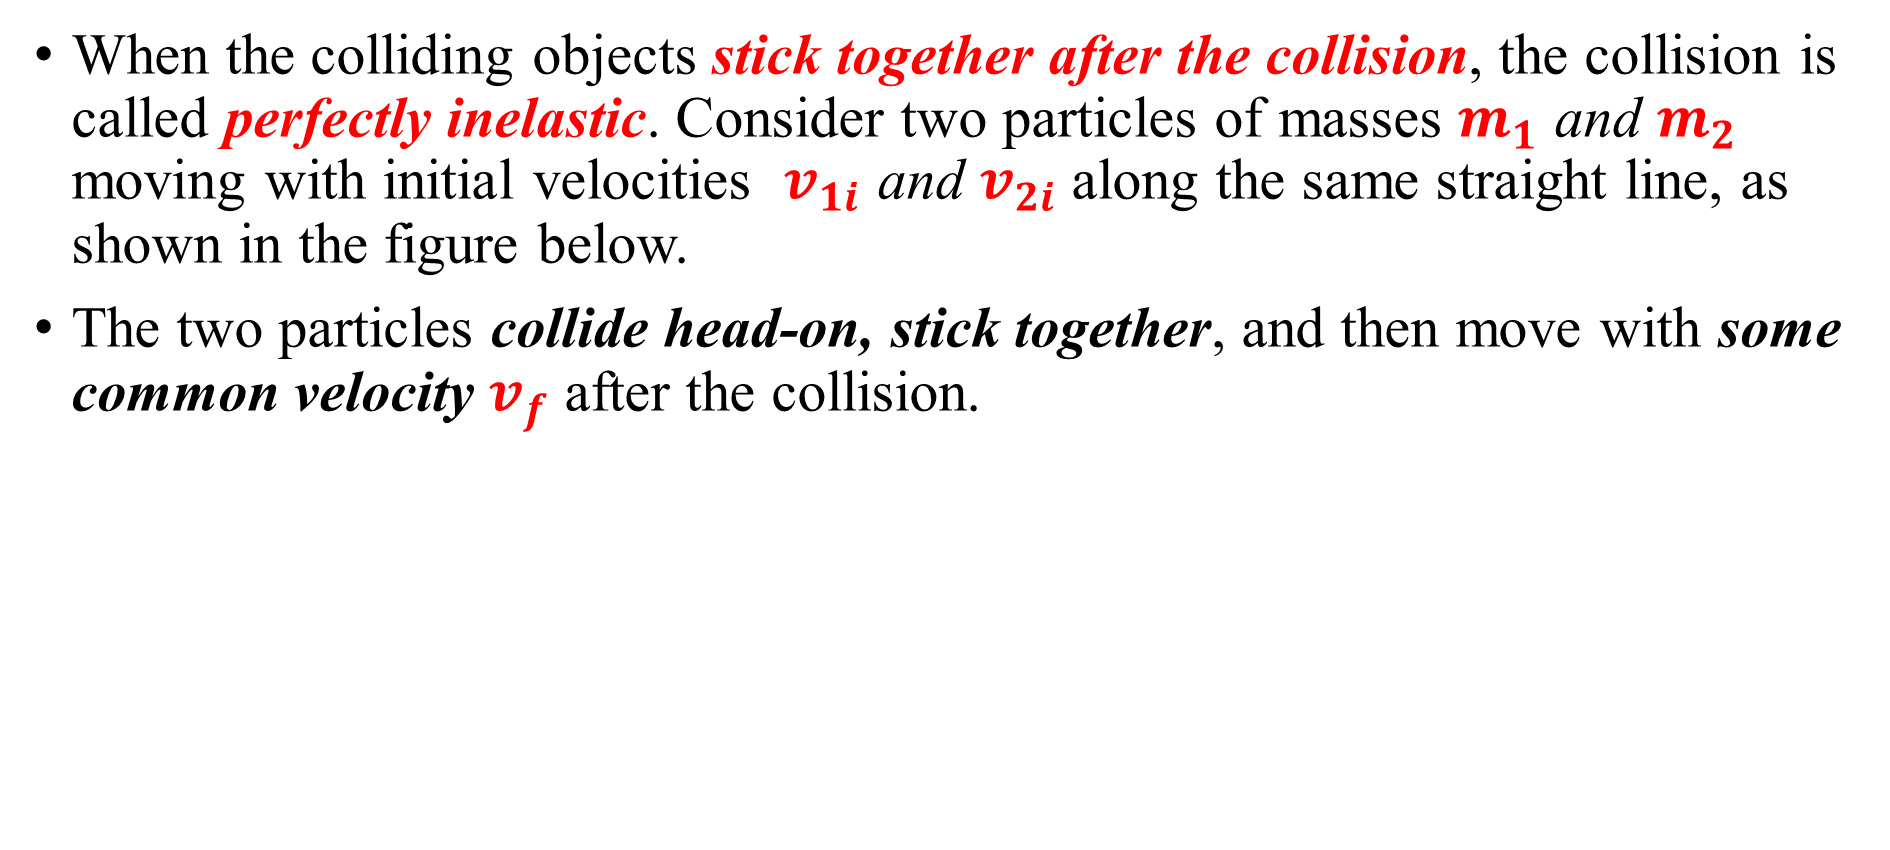 • When the colliding objects stick together after the collision, the collision is
called perfectly inelastic. Consider two particles of masses m₁ and m₂
moving with initial velocities v₁ᵢ and v₂ᵢ along the same straight line, as
shown in the figure below.
• The two particles collide head-on, stick together, and then move with some
common velocity v_f after the collision.